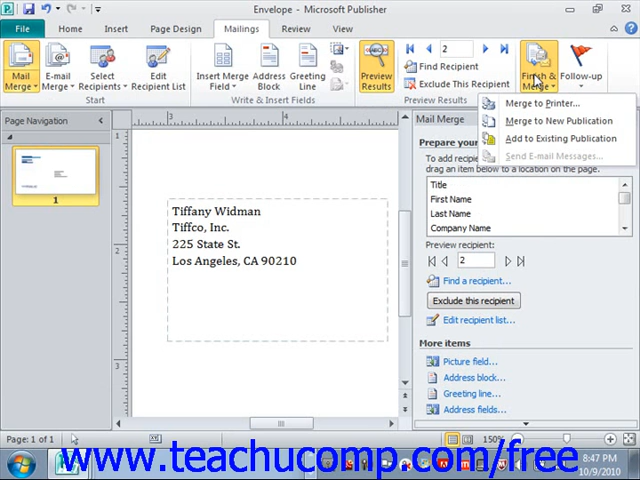 Envelope - Microsoft Publisher
File Home Insert Page Design Mailings Review View
Mail Merge
E-mail Merge
Select Recipients
Edit Recipient List
Start
Insert Merge Field
Address Block
Greeting Line
Preview Results
2
Find Recipient
Exclude This Recipient
Preview Results
Finish & Merge
Follow-up
Merge to Printer...
Merge to New Publication
Add to Existing Publication
Send E-mail Messages...
Page Navigation
1
3 4
2
3
Tiffany Widman
Tiffco, Inc.
225 State St.
Los Angeles, CA 90210
Mail Merge
Prepare your
To add recipie
drag an item below to a location on the page:
Title
First Name
Last Name
Company Name
Preview recipient:
2
Find a recipient...
Exclude this recipient
Edit recipient list...
More items
Picture field...
Address block...
Greeting line...
Address fields...
Page: 1 of 1
150%
www.teachucomp.com/free
8:47 PM
10/9/2010